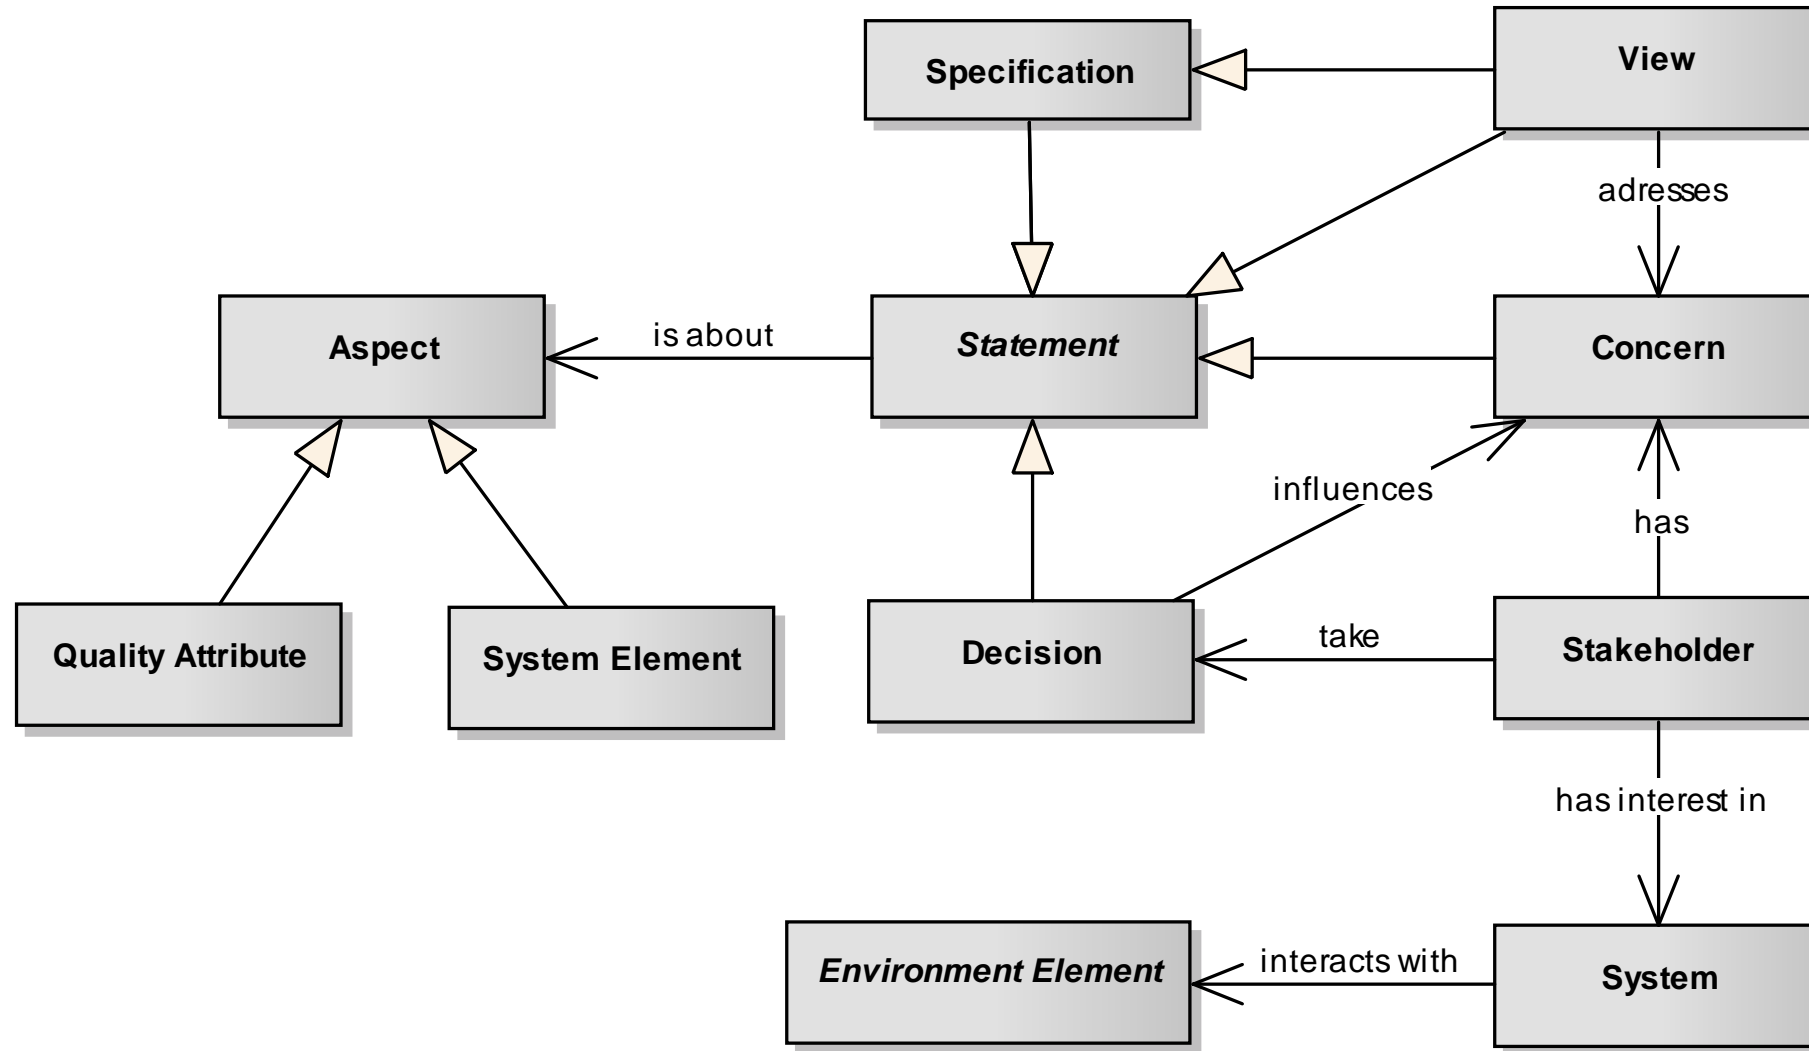 Specification
View
adresses
Aspect
is about
Statement
Concern
influences
has
Quality Attribute
System Element
Decision
take
Stakeholder
has interest in
Environment Element
interacts with
System